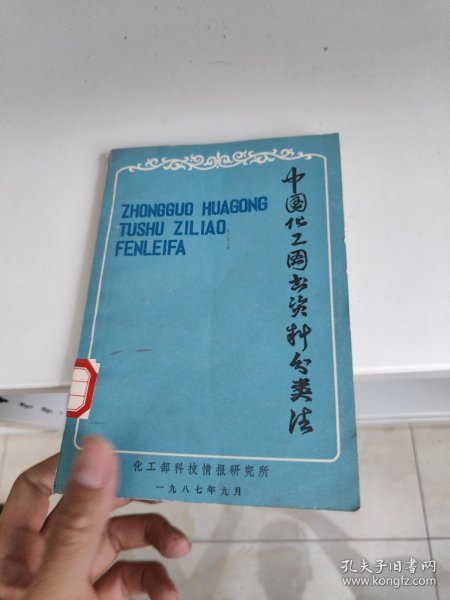 ZHONGGUO HUAGONG
TUSHU ZILIAO
FENLEIFA
中国化工图书资料分类法
化工部科技情报研究所
一九八七年九月
孔夫子旧书网
www.kongfz.com